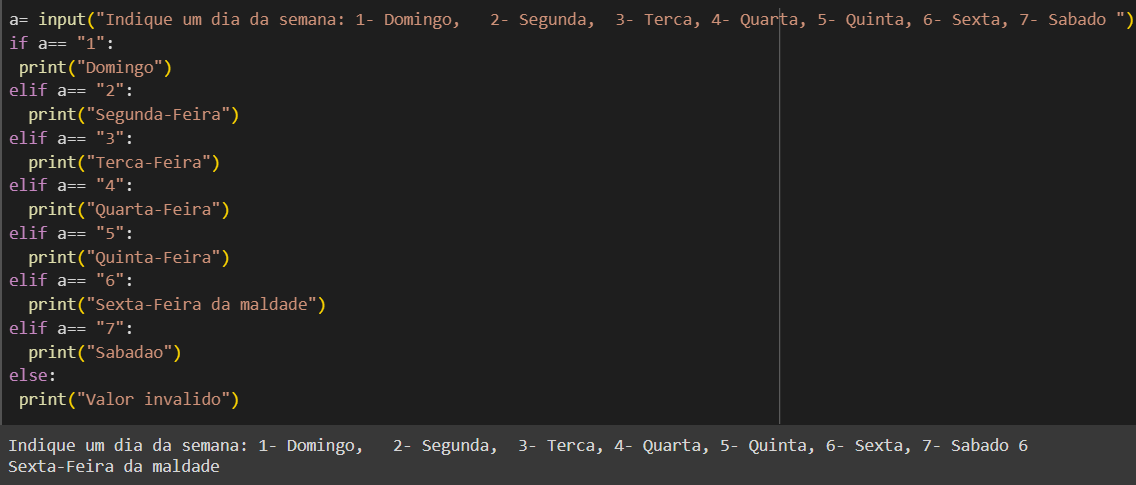 a= input("Indique um dia da semana: 1- Domingo,   2- Segunda,  3- Terca, 4- Quarta, 5- Quinta, 6- Sexta, 7- Sabado ")
if a== "1":
 print("Domingo")
elif a== "2":
  print("Segunda-Feira")
elif a== "3":
  print("Terca-Feira")
elif a== "4":
  print("Quarta-Feira")
elif a== "5":
  print("Quinta-Feira")
elif a== "6":
  print("Sexta-Feira da maldade")
elif a== "7":
  print("Sabadao")
else:
 print("Valor invalido")
Indique um dia da semana: 1- Domingo,   2- Segunda,  3- Terca, 4- Quarta, 5- Quinta, 6- Sexta, 7- Sabado 6
Sexta-Feira da maldade